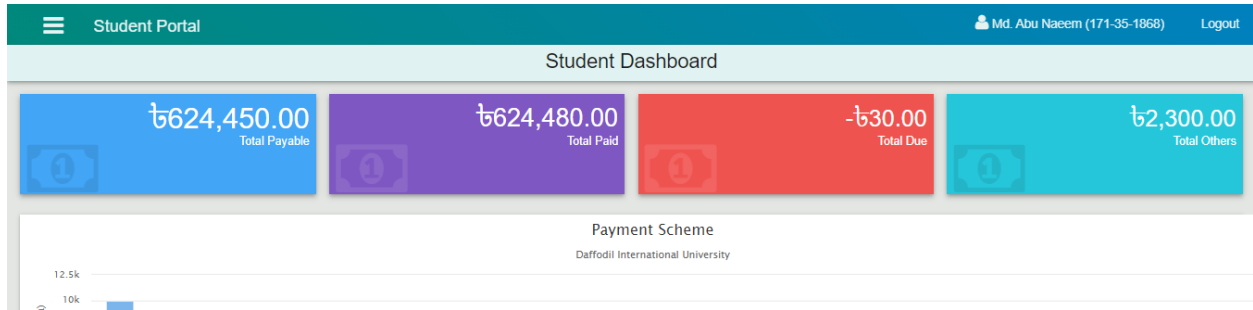 Student Portal
Md. Abu Naeem (171-35-1868) Logout
Student Dashboard
৳624,450.00
Total Payable
৳624,480.00
Total Paid
-৳30.00
Total Due
৳2,300.00
Total Others
Payment Scheme
Daffodil International University
12.5k
10k